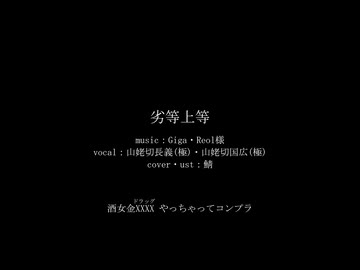 劣等上等
music：Giga・Reol様
vocal：山姥切長義(極)・山姥切国広(極)
cover・ust：鯖
ドラッグ
酒女金XXXX やっちゃってコンプラ